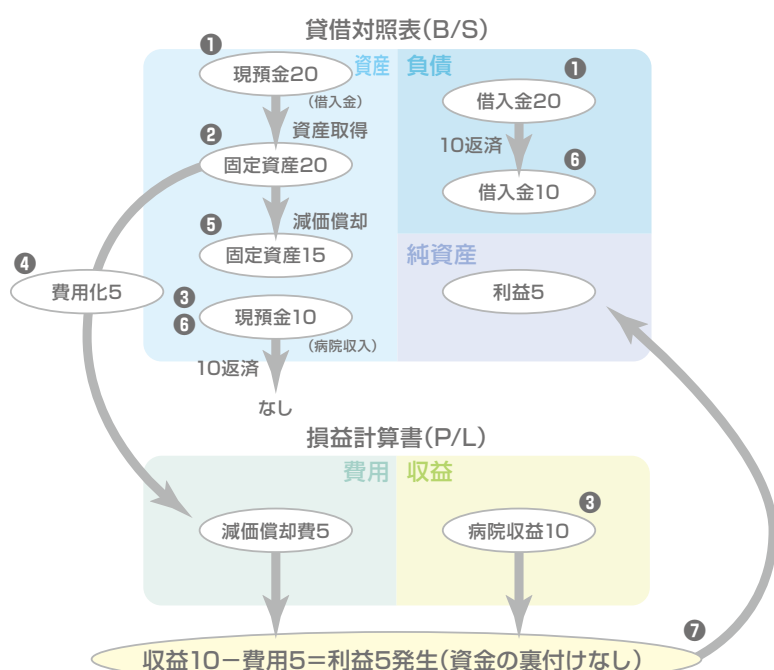 貸借対照表(B/S)
❶
現預金20
資産
(借入金)
資産取得
❷
固定資産20
減価償却
❺
固定資産15
❹
費用化5
❸
❻
現預金10
(病院収入)
10返済
なし
負債
❶
借入金20
10返済
❻
借入金10
純資産
利益5
損益計算書(P/L)
費用
減価償却費5
収益
❸
病院収益10
❼
収益10−費用5=利益5発生(資金の裏付けなし)